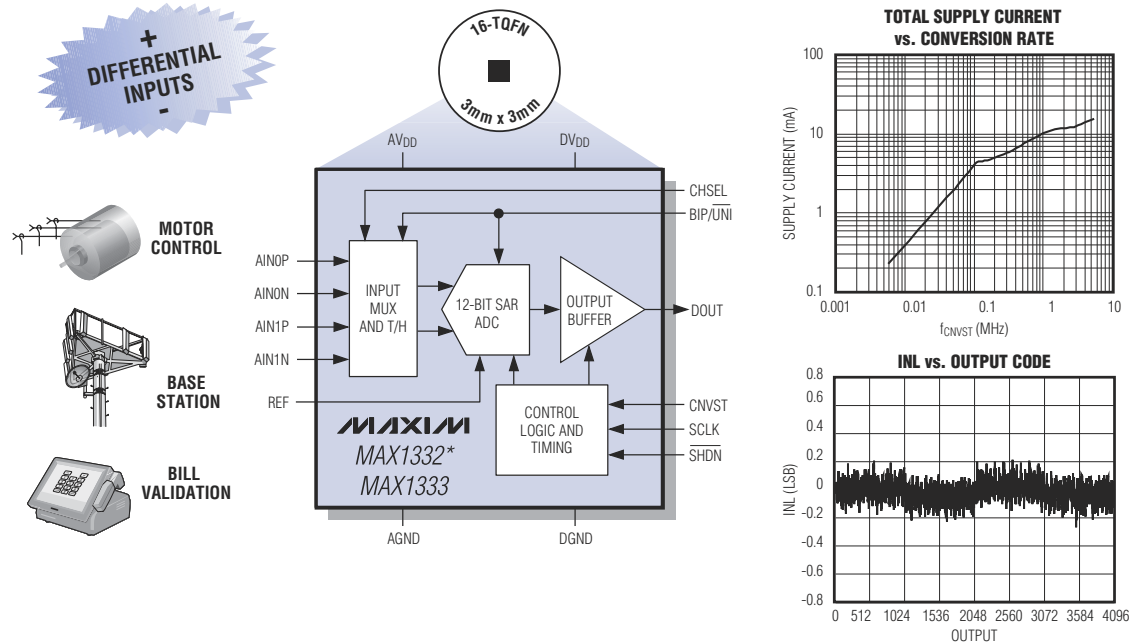 +
DIFFERENTIAL
INPUTS
-
MOTOR
CONTROL
BASE
STATION
BILL
VALIDATION
16-TQFN
3mm x 3mm
AVDD
DVDD
CHSEL
BIP/UNI
AIN0P
AIN0N
AIN1P
AIN1N
REF
INPUT
MUX
AND T/H
12-BIT SAR
ADC
OUTPUT
BUFFER
DOUT
CONTROL
LOGIC AND
TIMING
CNVST
SCLK
SHDN
MAXIM
MAX1332*
MAX1333
AGND
DGND
TOTAL SUPPLY CURRENT
vs. CONVERSION RATE
SUPPLY CURRENT (mA)
100
10
1
0.1
0.001
0.01
0.1
1
10
fCNVST (MHz)
INL vs. OUTPUT CODE
INL (LSB)
0.8
0.6
0.4
0.2
0
-0.2
-0.4
-0.6
-0.8
0 512 1024 1536 2048 2560 3072 3584 4096
OUTPUT